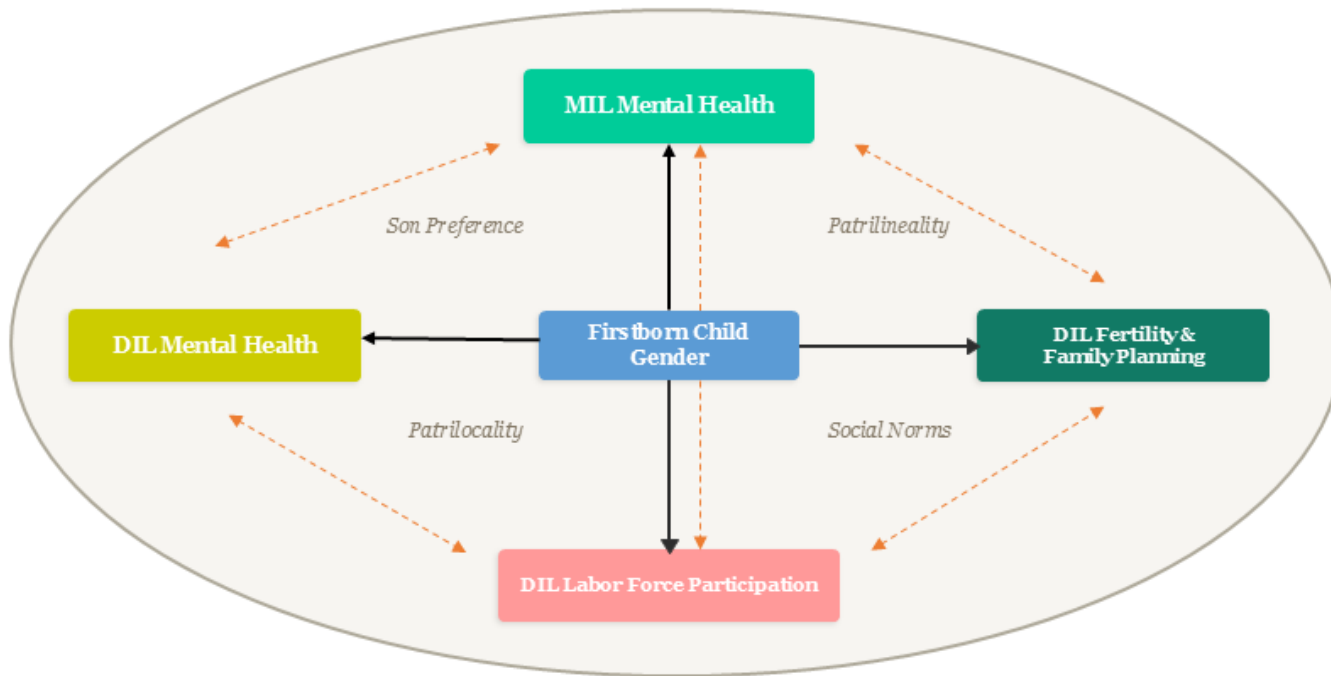 MIL Mental Health
Son Preference
Patrilineality
DIL Mental Health
Firstborn Child
Gender
DIL Fertility &
Family Planning
Patrilocality
Social Norms
DIL Labor Force Participation